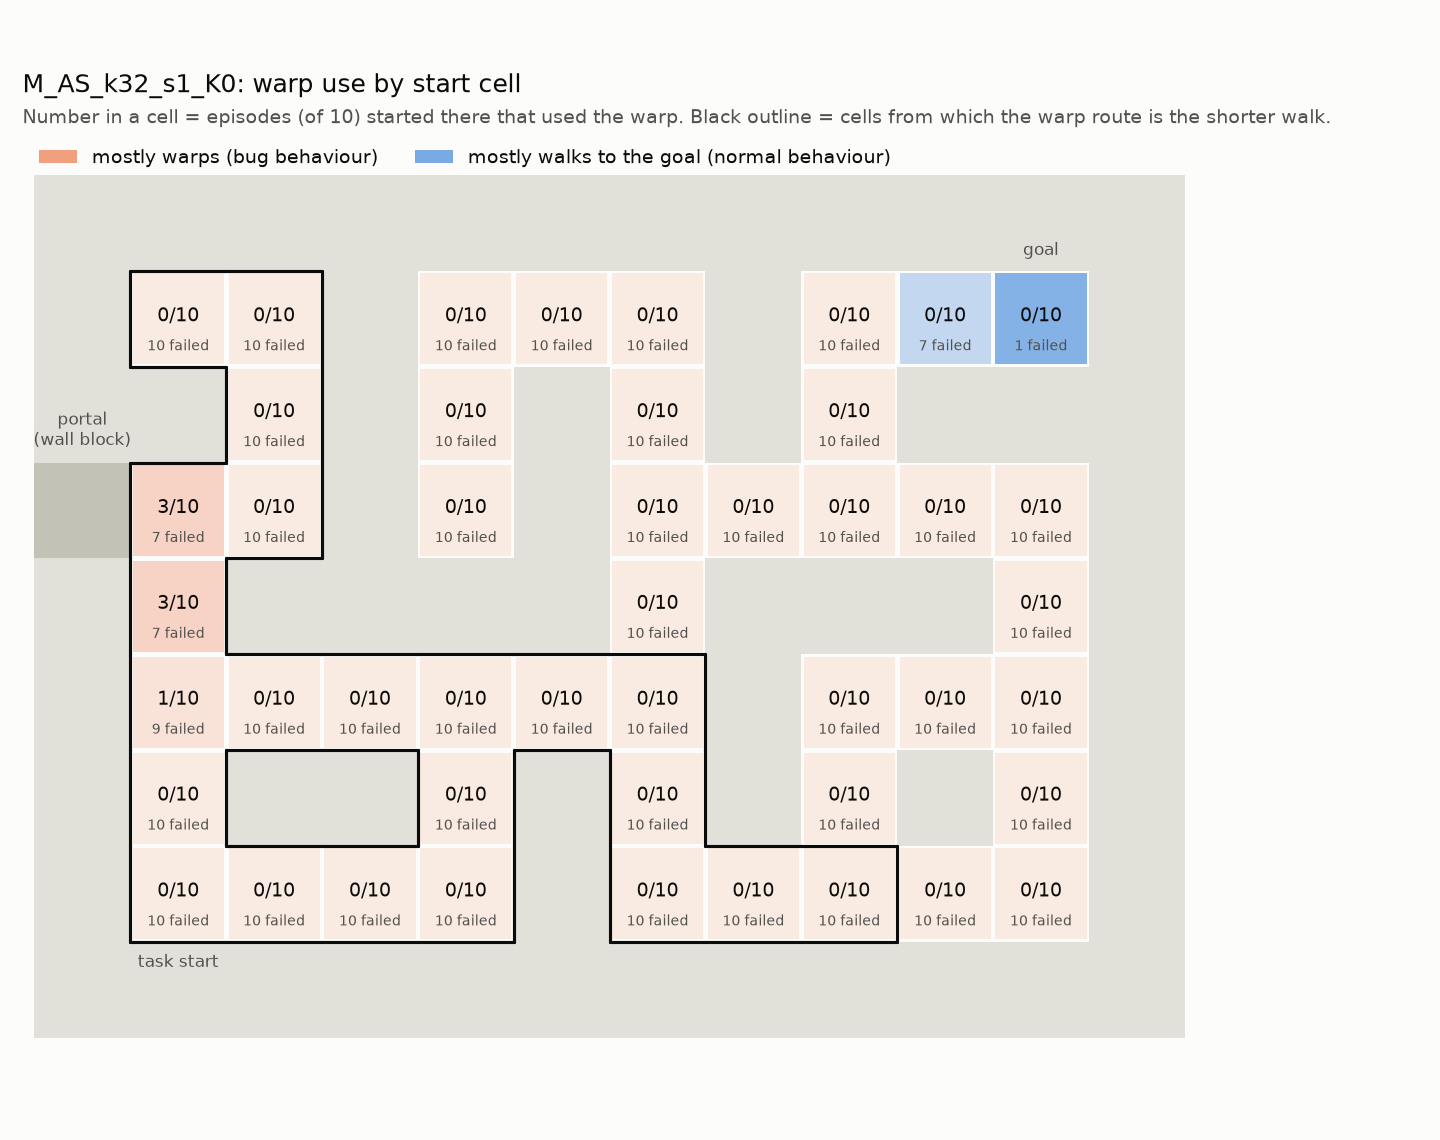 M_AS_k32_s1_K0: warp use by start cell
Number in a cell = episodes (of 10) started there that used the warp. Black outline = cells from which the warp route is the shorter walk.
mostly warps (bug behaviour) mostly walks to the goal (normal behaviour)
goal
0/10 0/10 0/10 0/10 0/10 0/10 0/10 0/10
10 failed 10 failed 10 failed 10 failed 10 failed 10 failed 7 failed 1 failed
portal
(wall block)
0/10 0/10 0/10 0/10
10 failed 10 failed 10 failed 10 failed
3/10 0/10 0/10 0/10 0/10 0/10 0/10 0/10
7 failed 10 failed 10 failed 10 failed 10 failed 10 failed 10 failed 10 failed
3/10 0/10 0/10
7 failed 10 failed 10 failed
1/10 0/10 0/10 0/10 0/10 0/10 0/10 0/10 0/10
9 failed 10 failed 10 failed 10 failed 10 failed 10 failed 10 failed 10 failed 10 failed
0/10 0/10 0/10 0/10 0/10
10 failed 10 failed 10 failed 10 failed 10 failed
0/10 0/10 0/10 0/10 0/10 0/10 0/10 0/10 0/10
10 failed 10 failed 10 failed 10 failed 10 failed 10 failed 10 failed 10 failed 10 failed
task start